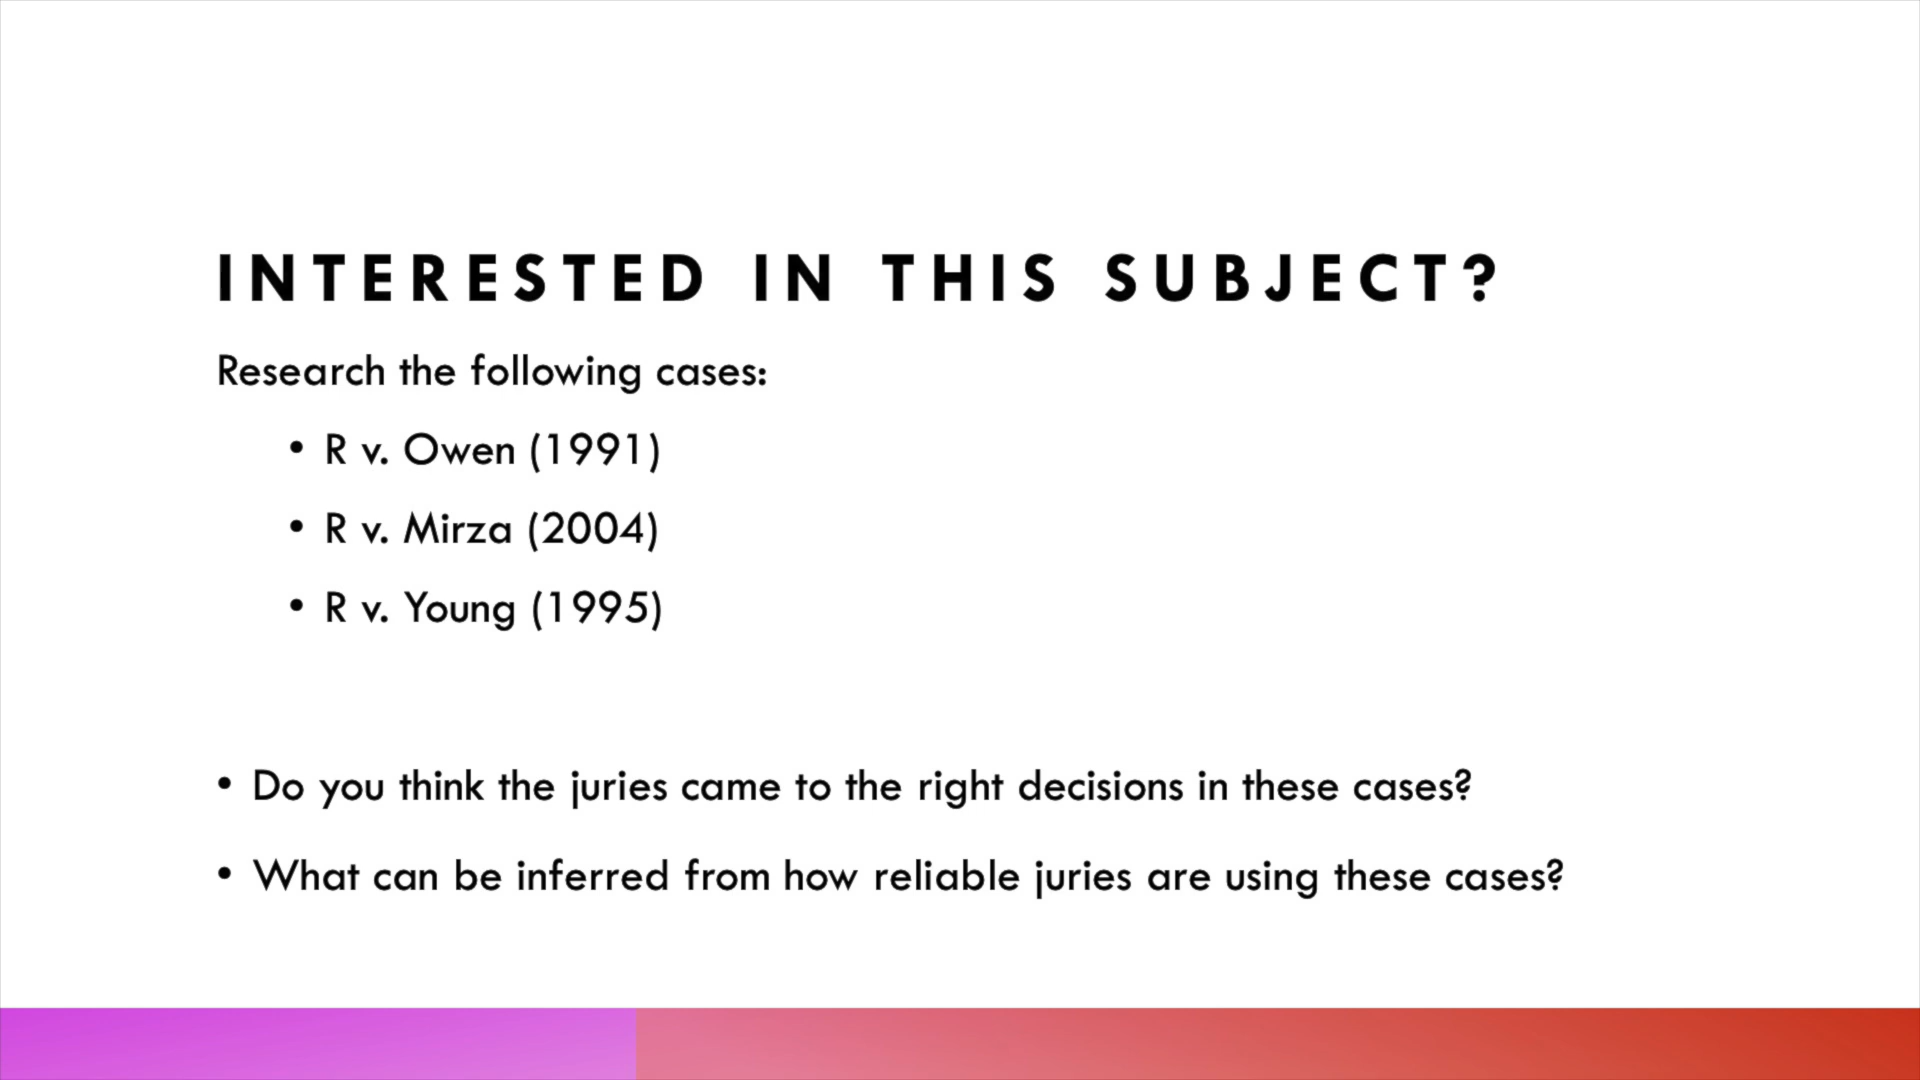 INTERESTED IN THIS SUBJECT?
Research the following cases:
• R v. Owen (1991)
• R v. Mirza (2004)
• R v. Young (1995)
• Do you think the juries came to the right decisions in these cases?
• What can be inferred from how reliable juries are using these cases?